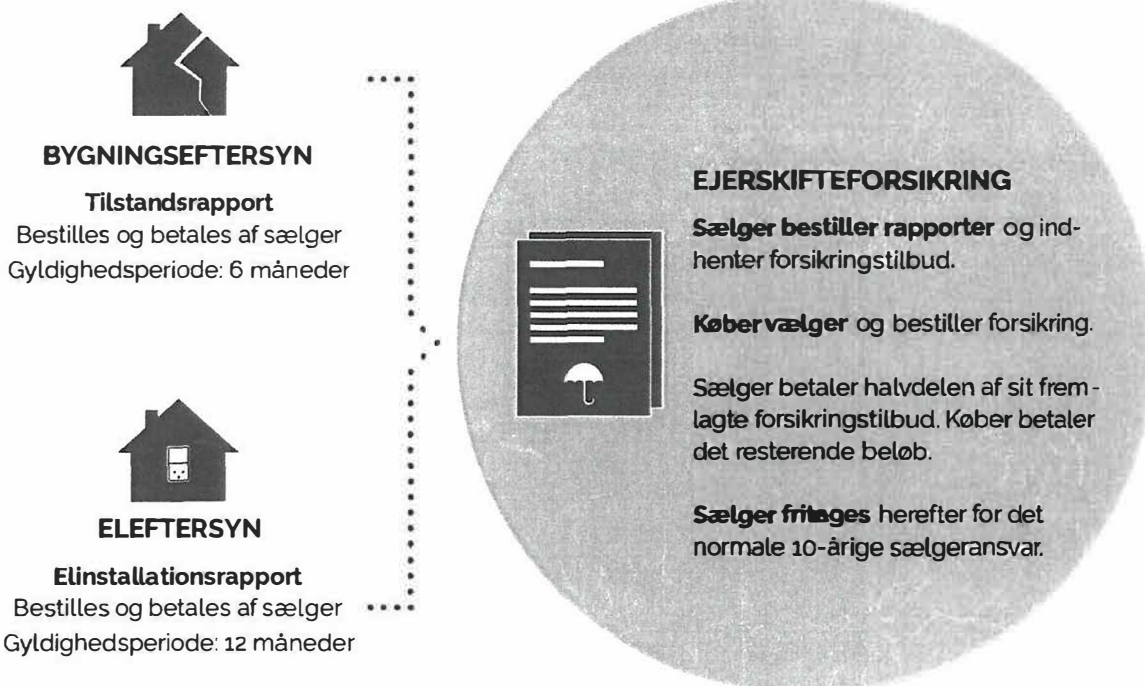 BYGNINGSEFTERSYN
Tilstandsrapport
Bestilles og betales af sælger
Gyldighedsperiode: 6 måneder
ELEFTERSYN
Elinstallationsrapport
Bestilles og betales af sælger
Gyldighedsperiode: 12 måneder
EJERSKIFTEFORSIKRING
Sælger bestiller rapporter og ind-
henter forsikringstilbud.
Køber vælger og bestiller forsikring.
Sælger betaler halvdelen af sit frem-
lagte forsikringstilbud. Køber betaler
det resterende beløb.
Sælger fritages herefter for det
normale 10-årige sælgeransvar.